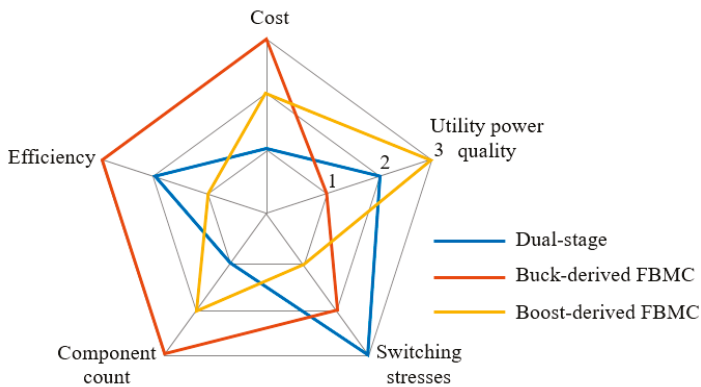 Cost
Utility power
quality
3
2
1
Efficiency
Dual-stage
Buck-derived FBMC
Boost-derived FBMC
Component
count
Switching
stresses